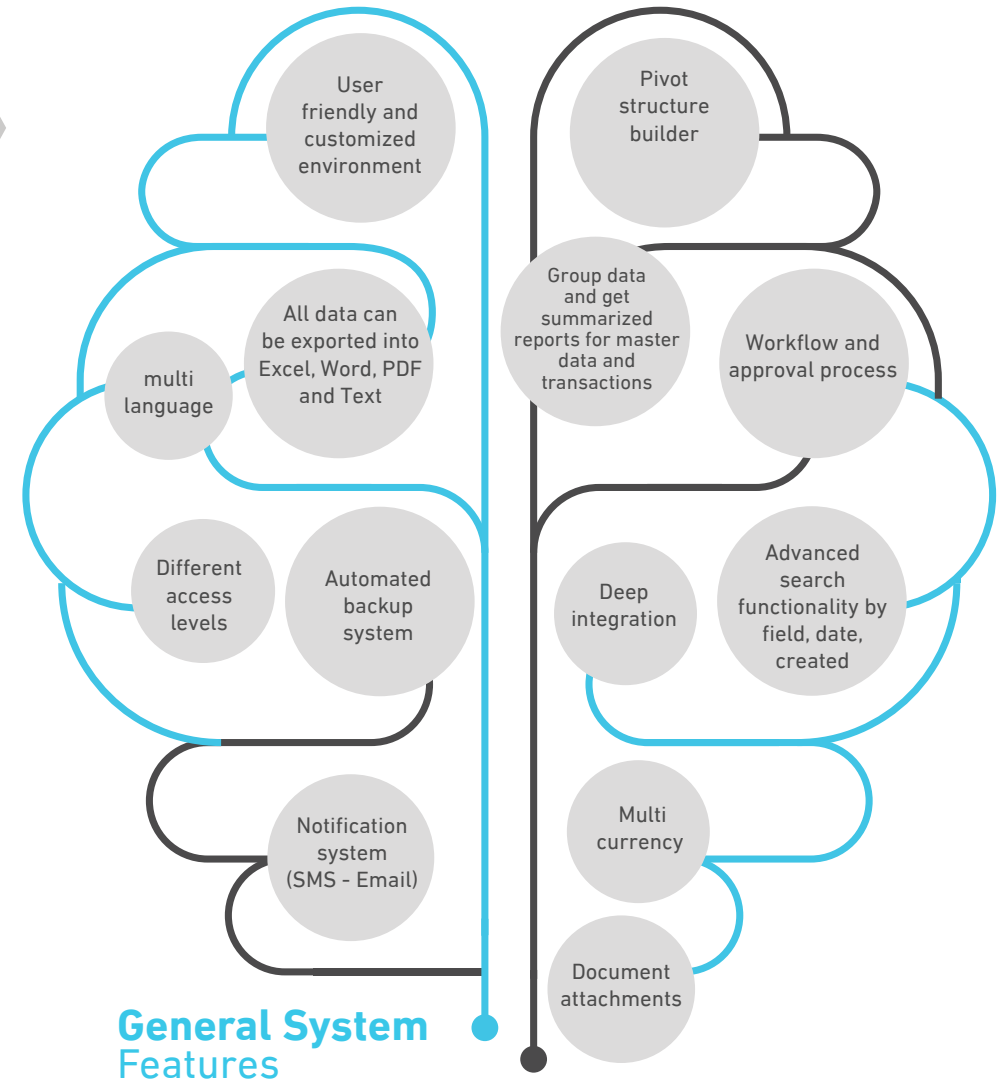 User
friendly and
customized
environment
All data can
be exported into
Excel, Word, PDF
and Text
multi
language
Different
access
levels
Automated
backup
system
Notification
system
(SMS - Email)
Pivot
structure
builder
Group data
and get
summarized
reports for master
data and
transactions
Workflow and
approval process
Deep
integration
Advanced
search
functionality by
field, date,
created
Multi
currency
Document
attachments
General System
Features